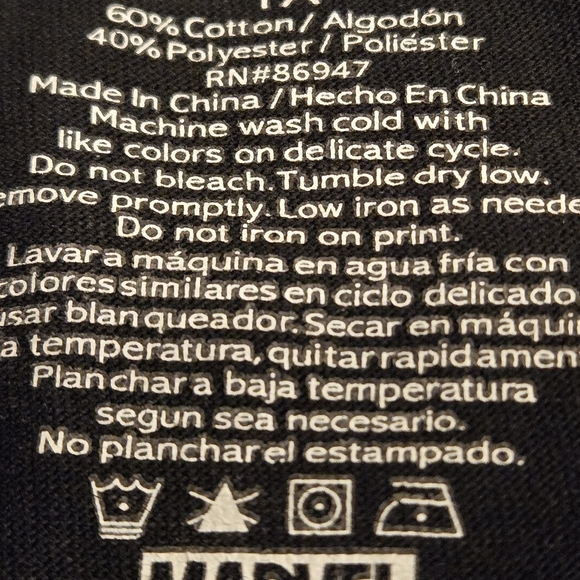 60% Cotton / Algodón
40% Polyester / Poliéster
RN#86947
Made In China / Hecho En China
Machine wash cold with
like colors on delicate cycle.
Do not bleach. Tumble dry low.
emove promptly. Low iron as neede
Do not iron on print.
Lavar a máquina en agua fría con
colores similares en ciclo delicado
usar blanqueador. Secar en máqui
a temperatura, quitar rapidamen
Planchar a baja temperatura
segun sea necesario.
No planchar el estampado.
MARVEL